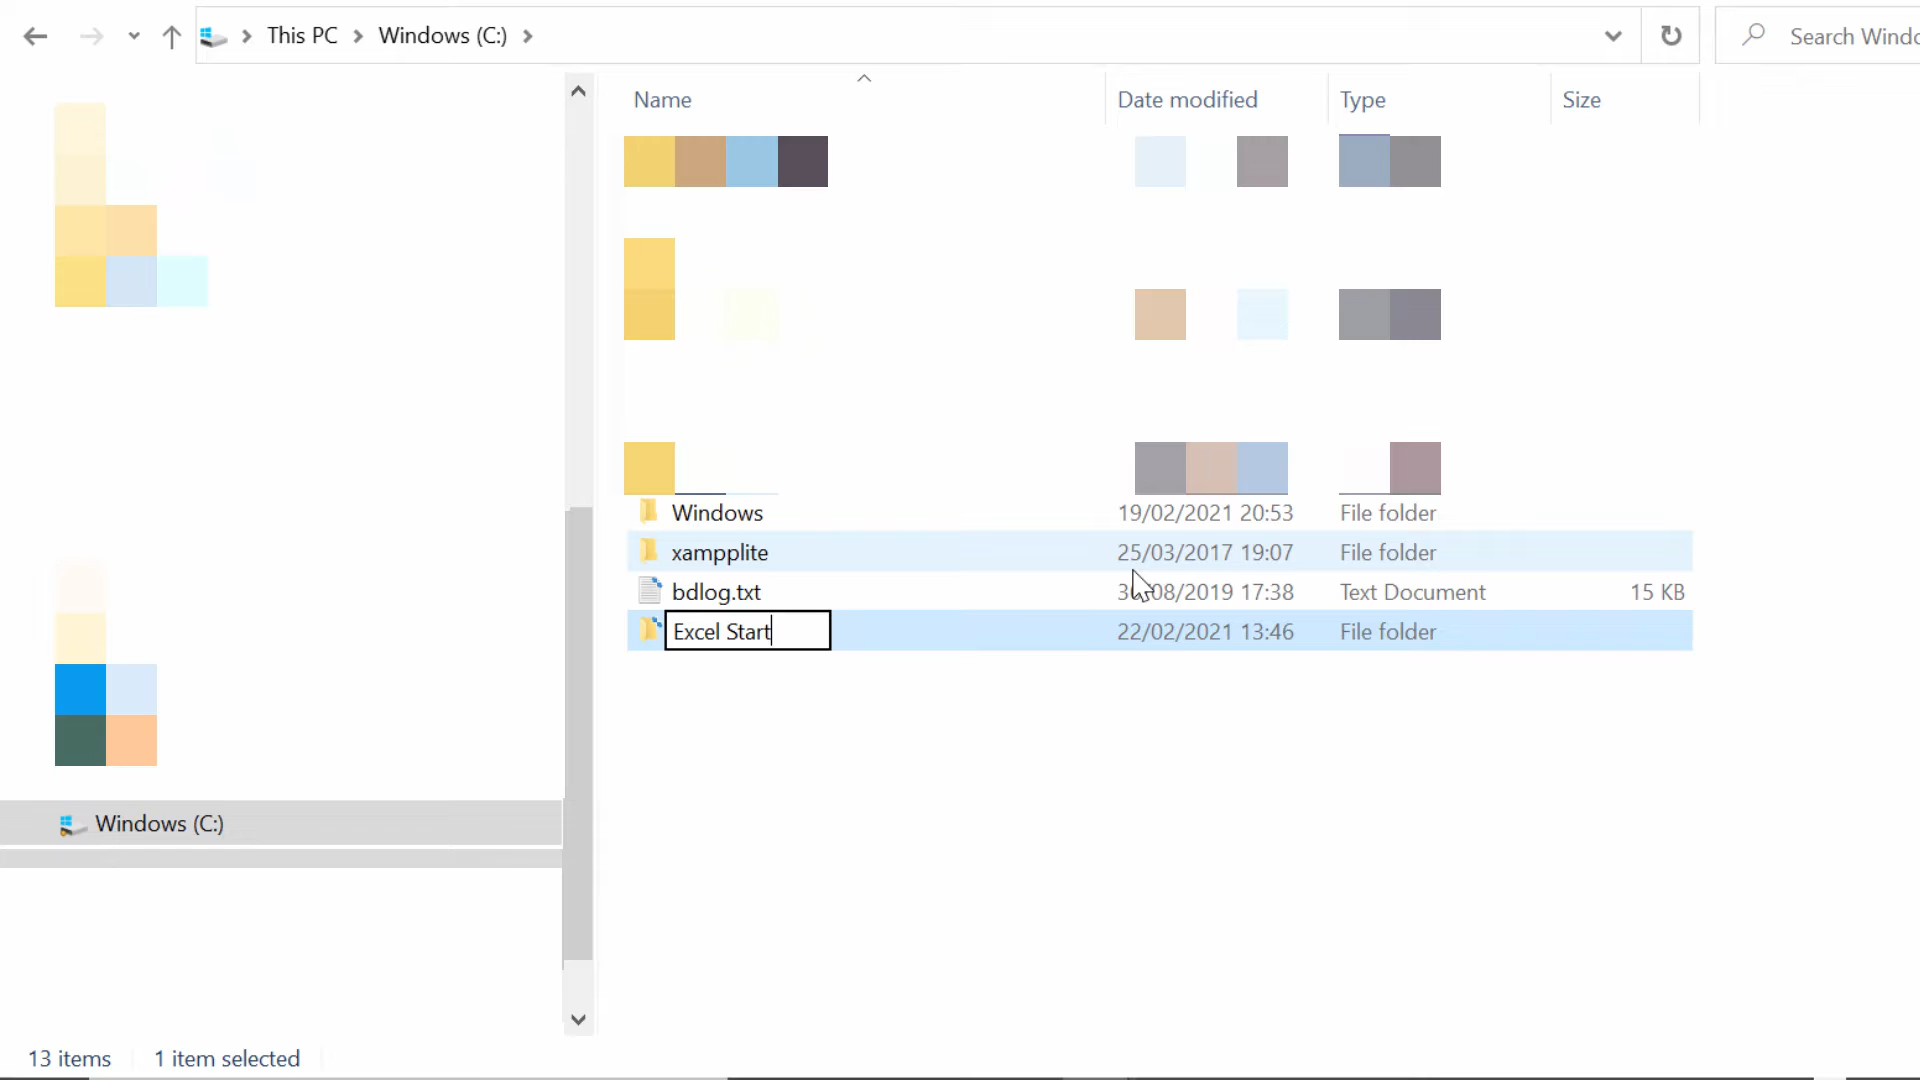 This PC > Windows (C:) >
Search Windo
Name Date modified Type Size
Windows 19/02/2021 20:53 File folder
xampplite 25/03/2017 19:07 File folder
bdlog.txt 08/2019 17:38 Text Document 15 KB
Excel Start 22/02/2021 13:46 File folder
Windows (C:)
13 items 1 item selected